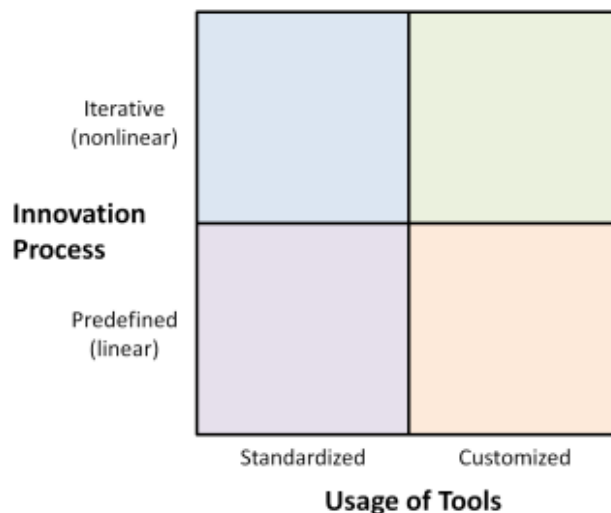 Iterative
(nonlinear)
Innovation
Process
Predefined
(linear)
Standardized Customized
Usage of Tools